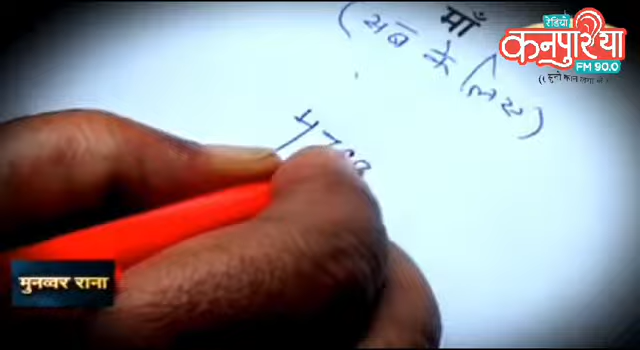 माँ
(सब के लिए)
रेडियो
कनपुरिया
FM 90.0
मुनव्वर राना